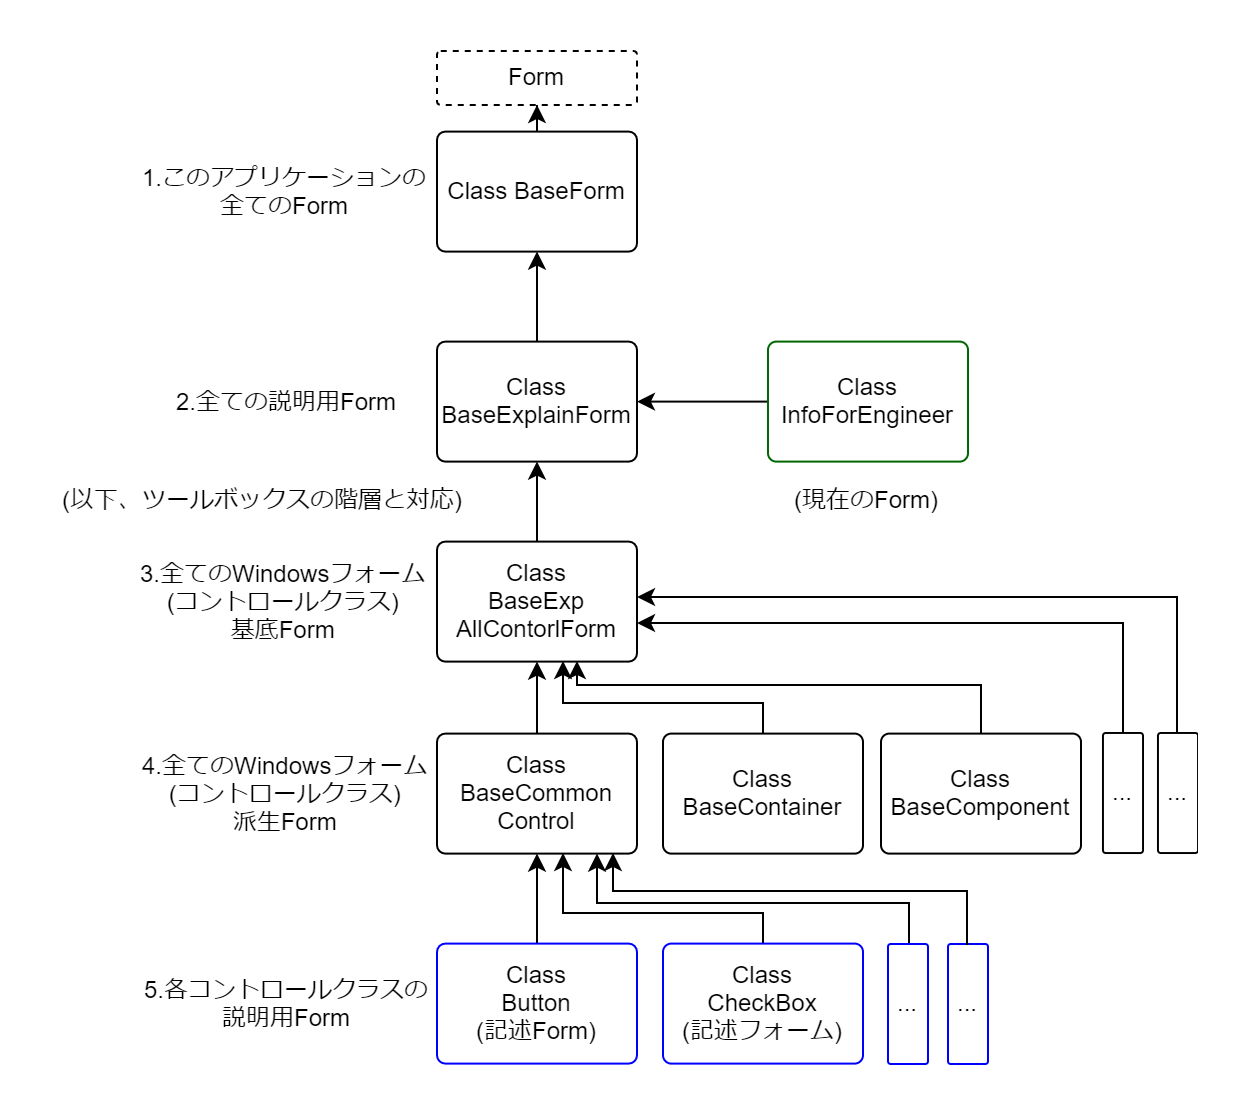 Form
1.このアプリケーションの
全てのForm
Class BaseForm
2.全ての説明用Form
Class
BaseExplainForm
Class
InfoForEngineer
(以下、ツールボックスの階層と対応)
(現在のForm)
3.全てのWindowsフォーム
(コントロールクラス)
基底Form
Class
BaseExp
AllContorlForm
4.全てのWindowsフォーム
(コントロールクラス)
派生Form
Class
BaseCommon
Control
Class
BaseContainer
Class
BaseComponent
...
...
5.各コントロールクラスの
説明用Form
Class
Button
(記述Form)
Class
CheckBox
(記述フォーム)
...
...